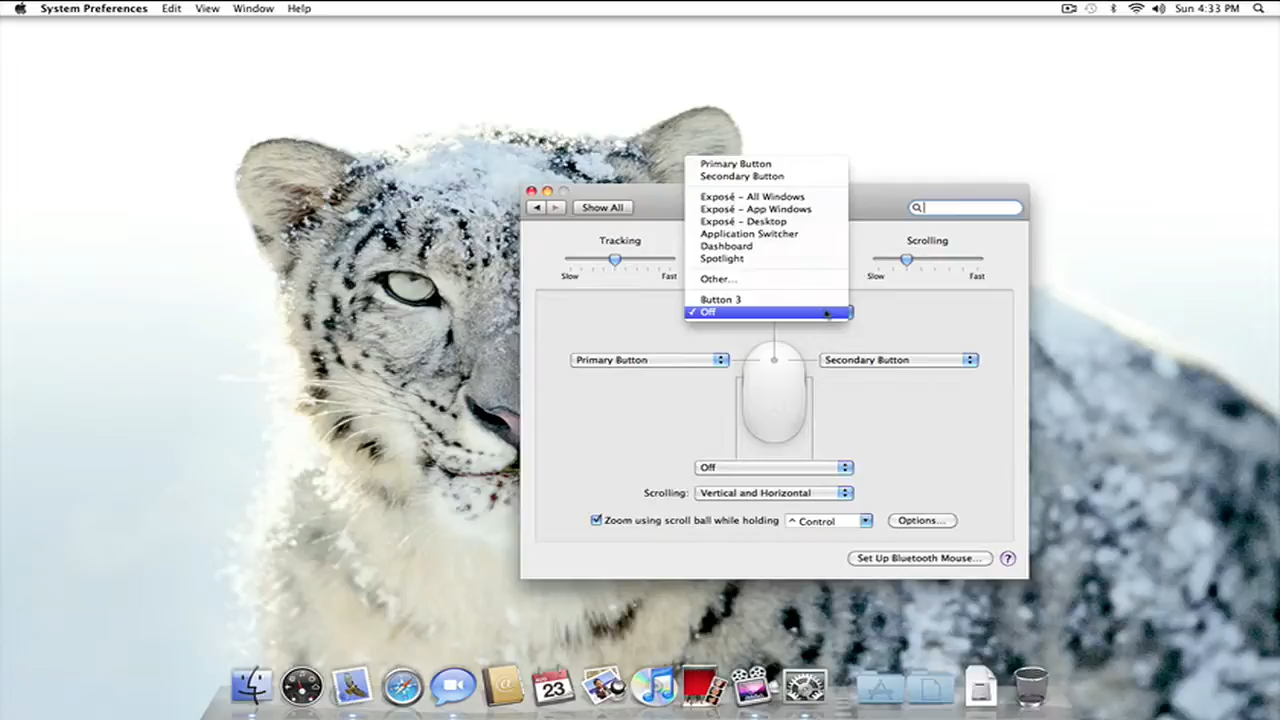 System Preferences Edit View Window Help Sun 4:33 PM
Primary Button
Secondary Button
Exposé - All Windows
Exposé - App Windows
Exposé - Desktop
Application Switcher
Dashboard
Spotlight
Other...
Button 3
✓ Off
Show All
Tracking
Slow Fast
Scrolling
Slow Fast
Primary Button
Secondary Button
Off
Scrolling: Vertical and Horizontal
Zoom using scroll ball while holding ^ Control Options...
Set Up Bluetooth Mouse... ?
23